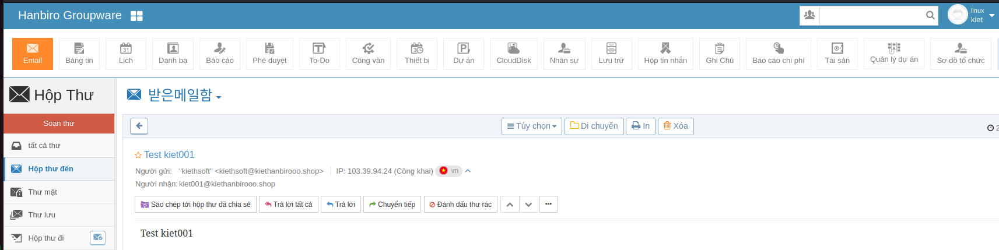 Hanbiro Groupware
linux
kiet
Email
Bảng tin
31
Lịch
Danh bạ
Báo cáo
Phê duyệt
To-Do
Công văn
Thiết bị
Dự án
CloudDisk
Nhân sự
Lưu trữ
Hộp tin nhắn
Ghi Chú
Báo cáo chi phí
Tài sản
Quản lý dự án
Sơ đồ tổ chức
Hộp Thư
Soạn thư
tất cả thư
Hộp thư đến
Thư mật
Thư lưu
Hộp thư đi
받은메일함
Tùy chọn
Di chuyển
In
Xóa
Test kiet001
Người gửi: "kiethsoft" <kiethsoft@kiethanbirooo.shop> IP: 103.39.94.24 (Công khai) vn
Người nhận: kiet001@kiethanbirooo.shop
Sao chép tới hộp thư đã chia sẻ
Trả lời tất cả
Trả lời
Chuyển tiếp
Đánh dấu thư rác
Test kiet001